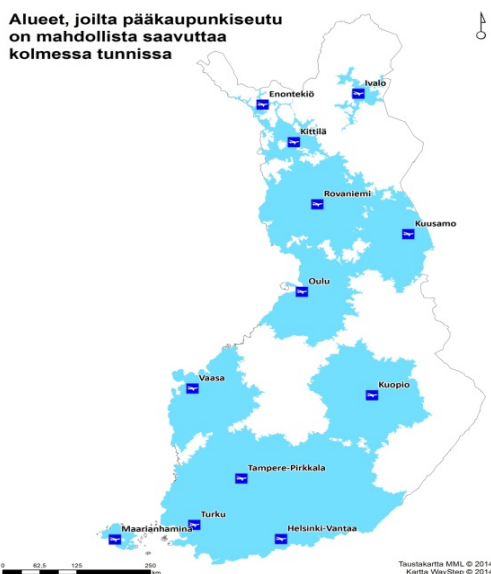 Alueet, joilta pääkaupunkiseutu
on mahdollista saavuttaa
kolmessa tunnissa
Ivalo
Enontekiö
Kittilä
Rovaniemi
Kuusamo
Oulu
Vaasa
Kuopio
Tampere-Pirkkala
Turku
Maarianhamina
Helsinki-Vantaa
0 62,5 125 250
km
Taustakartta MML © 2014
Kartta WayStep © 2014